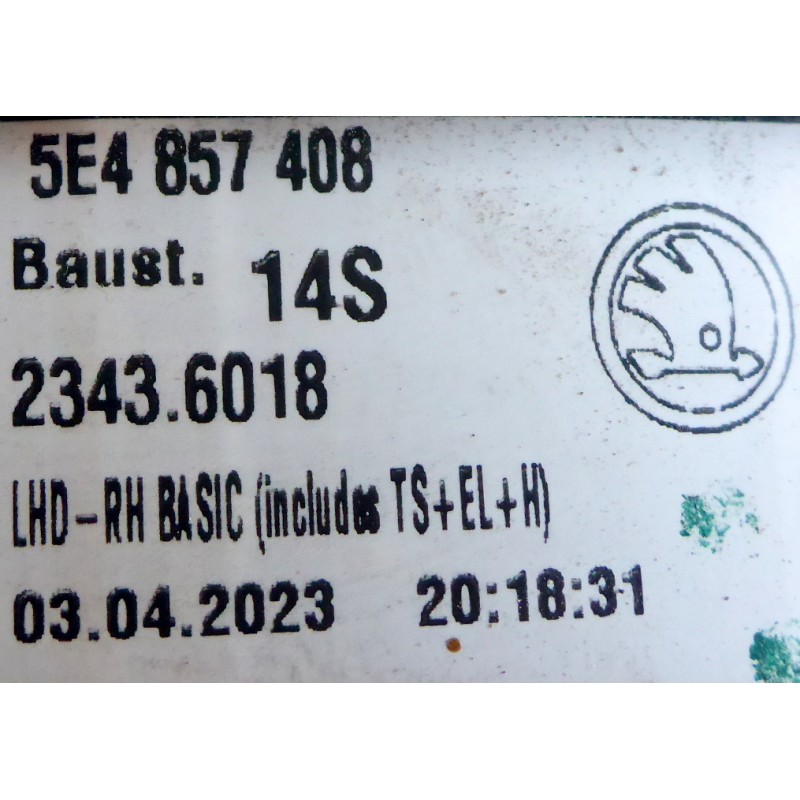 5E4 857 408
Baust. 14S
2343.6018
LHD-RH BASIC (includes TS+EL+H)
03.04.2023 20:18:31